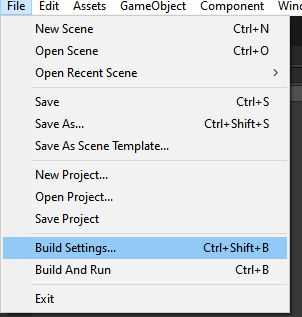 File Edit Assets GameObject Component
New Scene Ctrl+N
Open Scene Ctrl+O
Open Recent Scene
Save Ctrl+S
Save As... Ctrl+Shift+S
Save As Scene Template...
New Project...
Open Project...
Save Project
Build Settings... Ctrl+Shift+B
Build And Run Ctrl+B
Exit